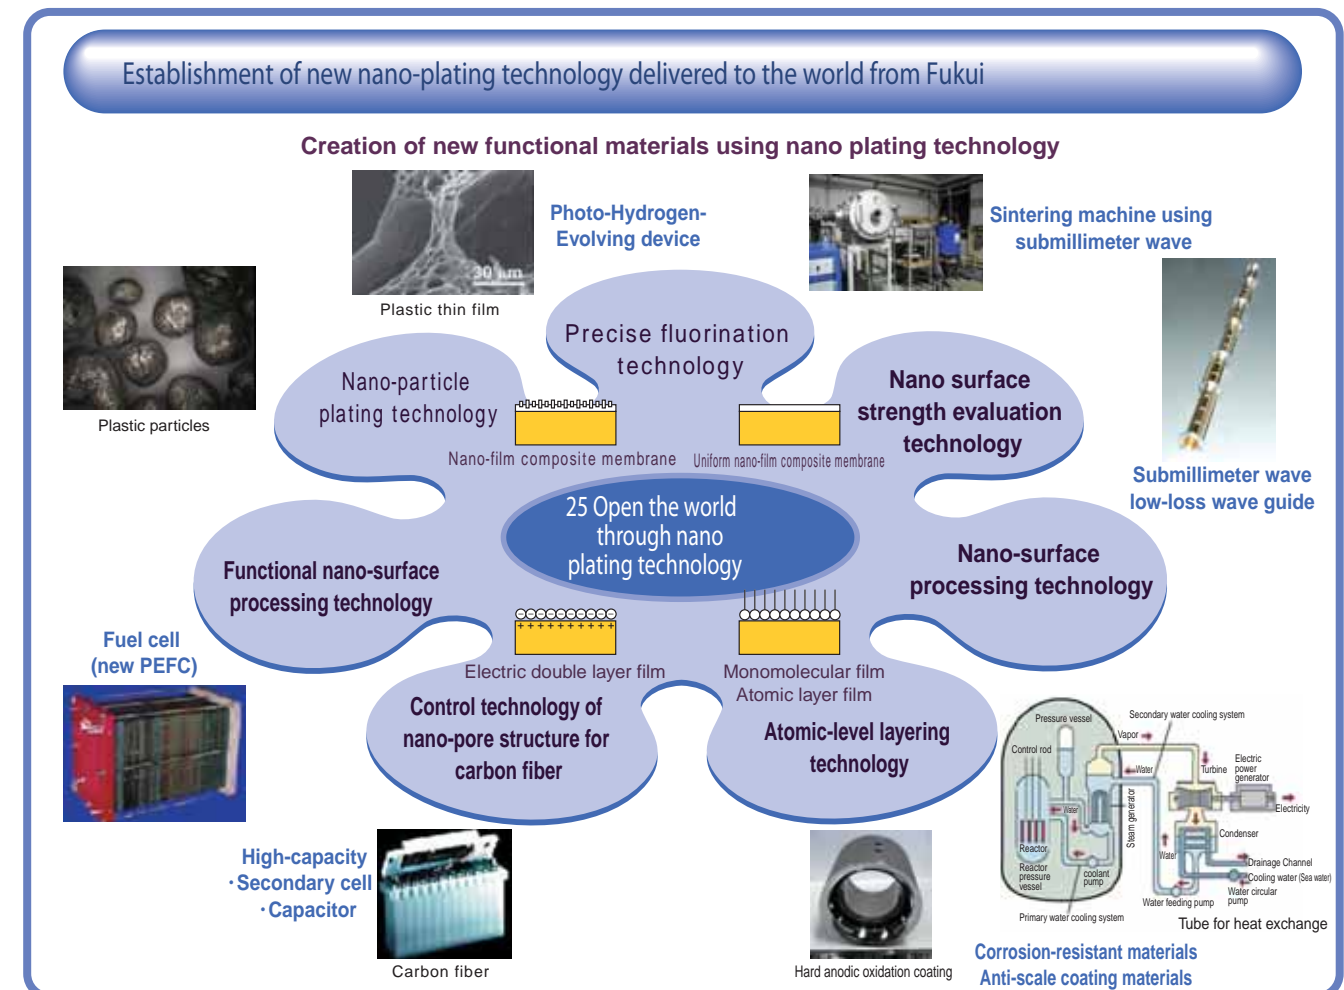 Establishment of new nano-plating technology delivered to the world from Fukui
Creation of new functional materials using nano plating technology
30 µm
Plastic thin film
Photo-Hydrogen-
Evolving device
Sintering machine using
submillimeter wave
Plastic particles
Submillimeter wave
low-loss wave guide
Precise fluorination
technology
Nano-particle
plating technology
Nano surface
strength evaluation
technology
Nano-film composite membrane
Uniform nano-film composite membrane
25 Open the world
through nano
plating technology
Functional nano-surface
processing technology
Nano-surface
processing technology
++++++++++
Electric double layer film
Monomolecular film
Atomic layer film
Control technology of
nano-pore structure for
carbon fiber
Atomic-level layering
technology
Fuel cell
(new PEFC)
High-capacity
・Secondary cell
・Capacitor
Carbon fiber
Hard anodic oxidation coating
Pressure vessel
Secondary water cooling system
Vapor
Control rod
Water
Turbine
Electric
power
generator
Electricity
Water
Steam generator
Condenser
Reactor
Reactor
pressure
vessel
coolant
pump
Water
Drainage Channel
Cooling water (Sea water)
Water circular
pump
Water feeding pump
Primary water cooling system
Tube for heat exchange
Corrosion-resistant materials
Anti-scale coating materials